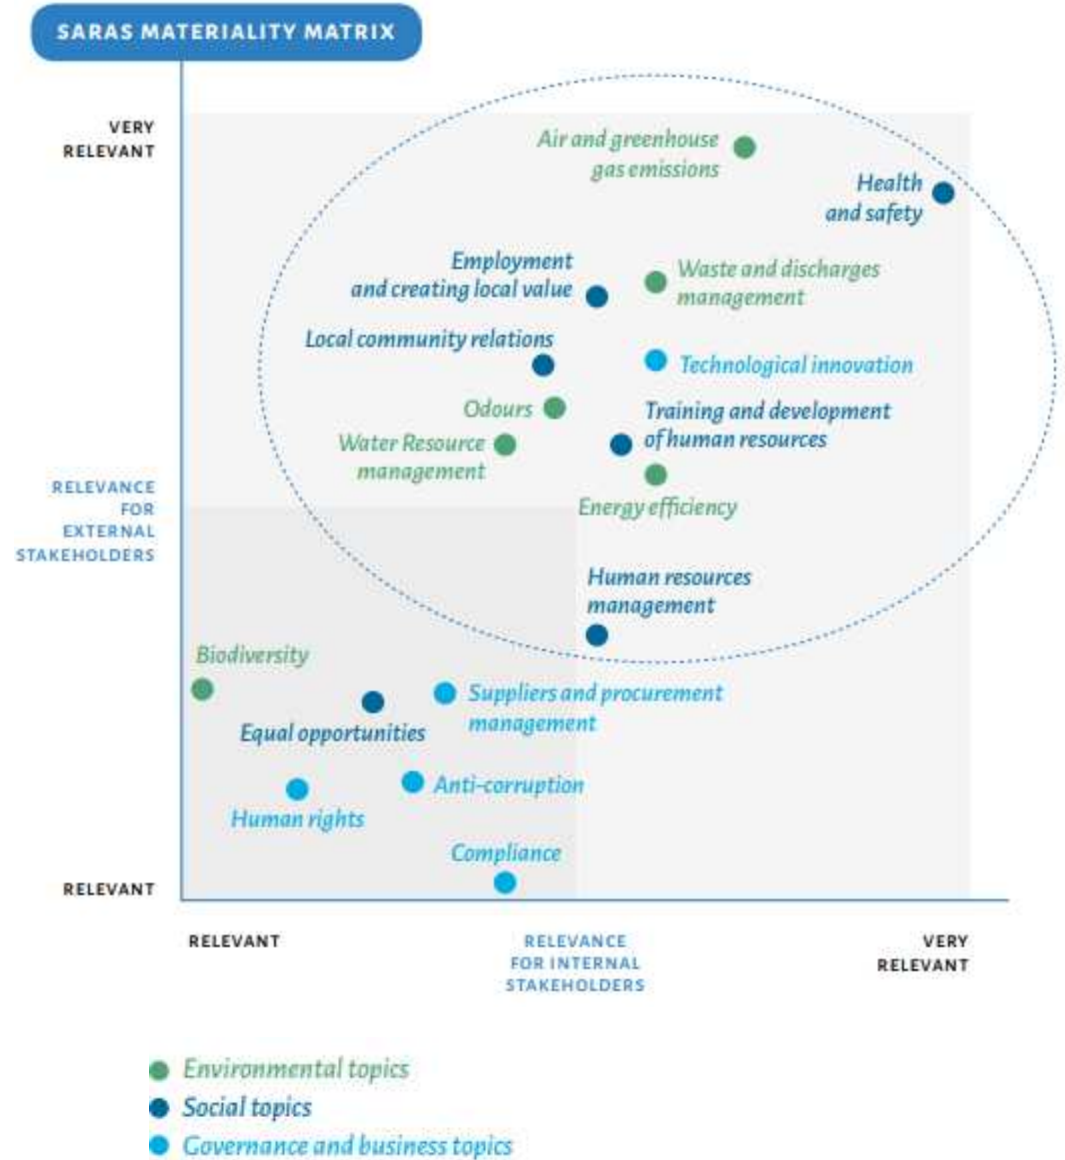 SARAS MATERIALITY MATRIX
VERY
RELEVANT
Air and greenhouse
gas emissions
Health
and safety
Employment
and creating local value
Waste and discharges
management
Local community relations
Technological innovation
Odours
Training and development
of human resources
Water Resource
management
Energy efficiency
RELEVANCE
FOR
EXTERNAL
STAKEHOLDERS
Human resources
management
Biodiversity
Suppliers and procurement
management
Equal opportunities
Anti-corruption
Human rights
Compliance
RELEVANT
RELEVANT
RELEVANCE
FOR INTERNAL
STAKEHOLDERS
VERY
RELEVANT
Environmental topics
Social topics
Governance and business topics